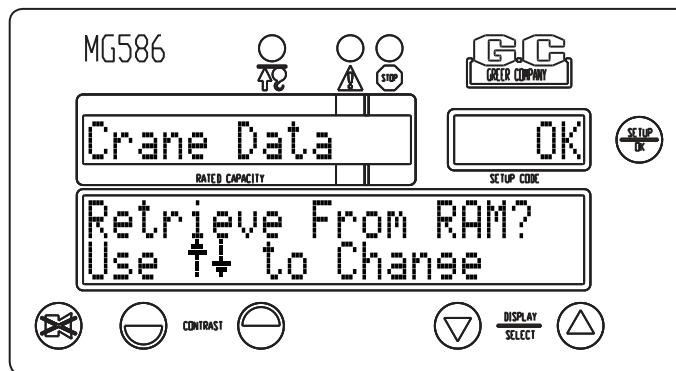 MG586
G.C
GREER COMPANY
STOP
Crane Data
OK
SETUP
OK
RATED CAPACITY
SETUP CODE
Retrieve From RAM?
Use ↑↓ to Change
CONTRAST
DISPLAY
SELECT